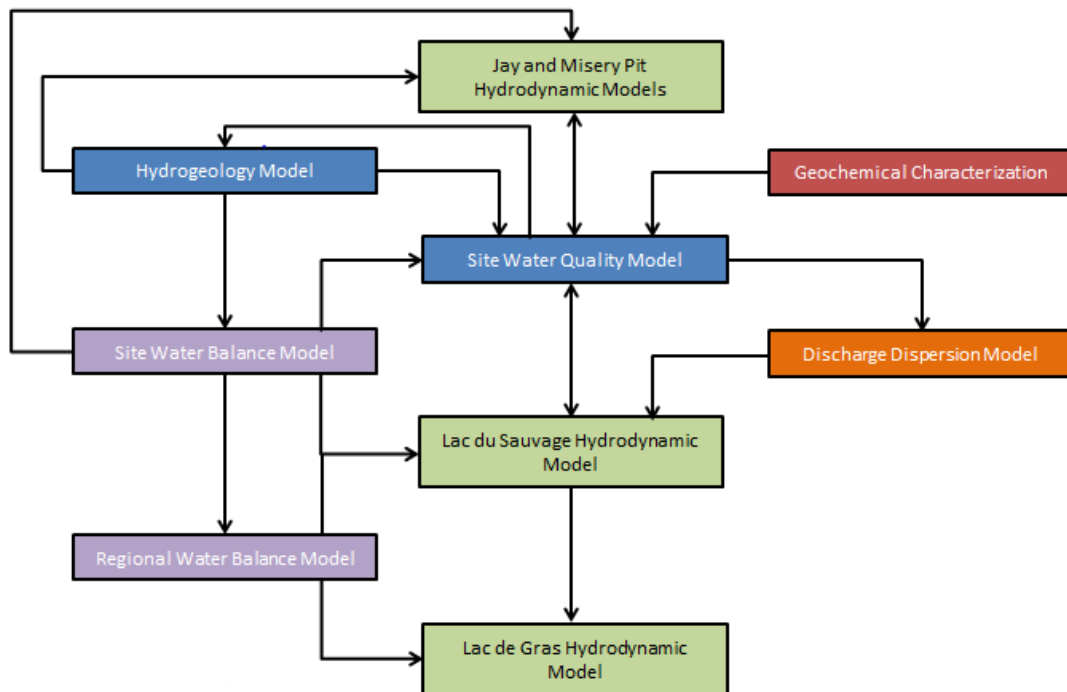 Jay and Misery Pit
Hydrodynamic Models
Hydrogeology Model
Geochemical Characterization
Site Water Quality Model
Site Water Balance Model
Discharge Dispersion Model
Lac du Sauvage Hydrodynamic
Model
Regional Water Balance Model
Lac de Gras Hydrodynamic
Model